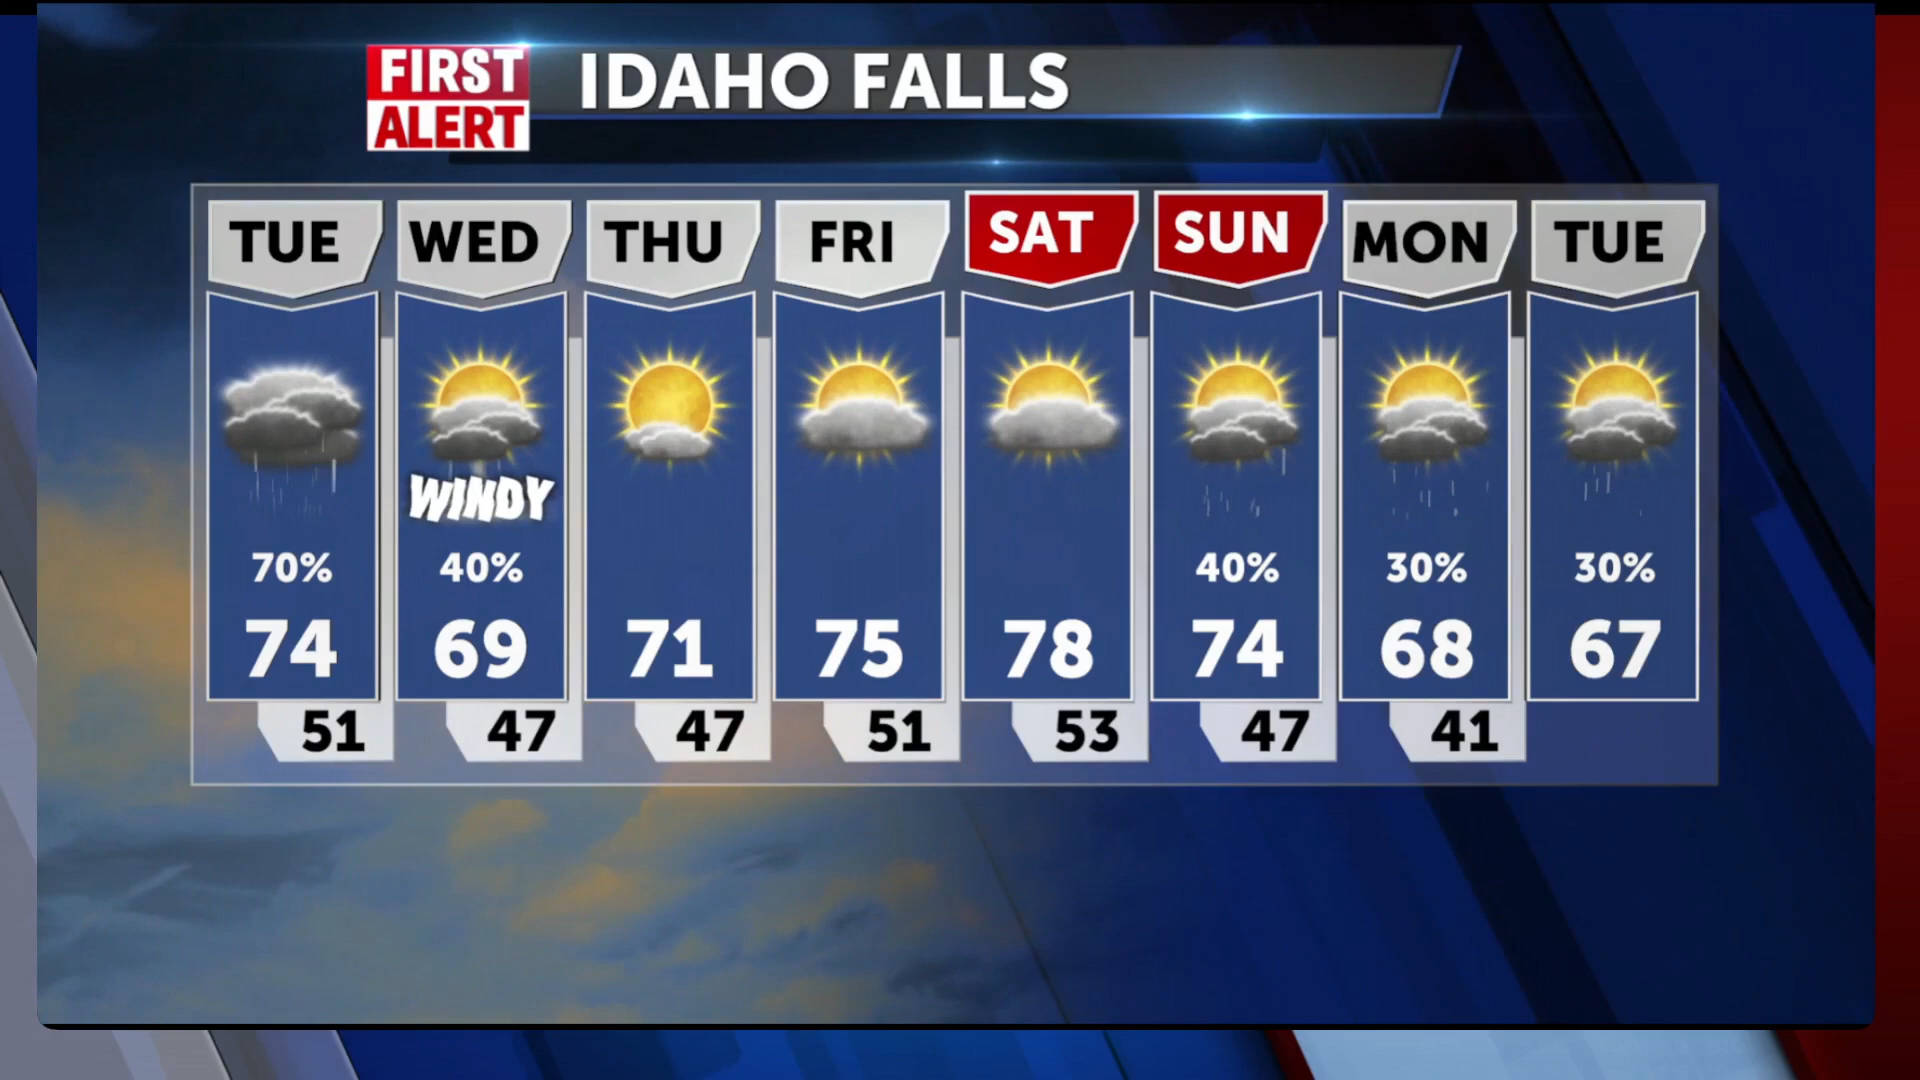 FIRST
ALERT
IDAHO FALLS
TUE WED THU FRI SAT SUN MON TUE
WINDY
70% 40% 40% 30% 30%
74 69 71 75 78 74 68 67
51 47 47 51 53 47 41